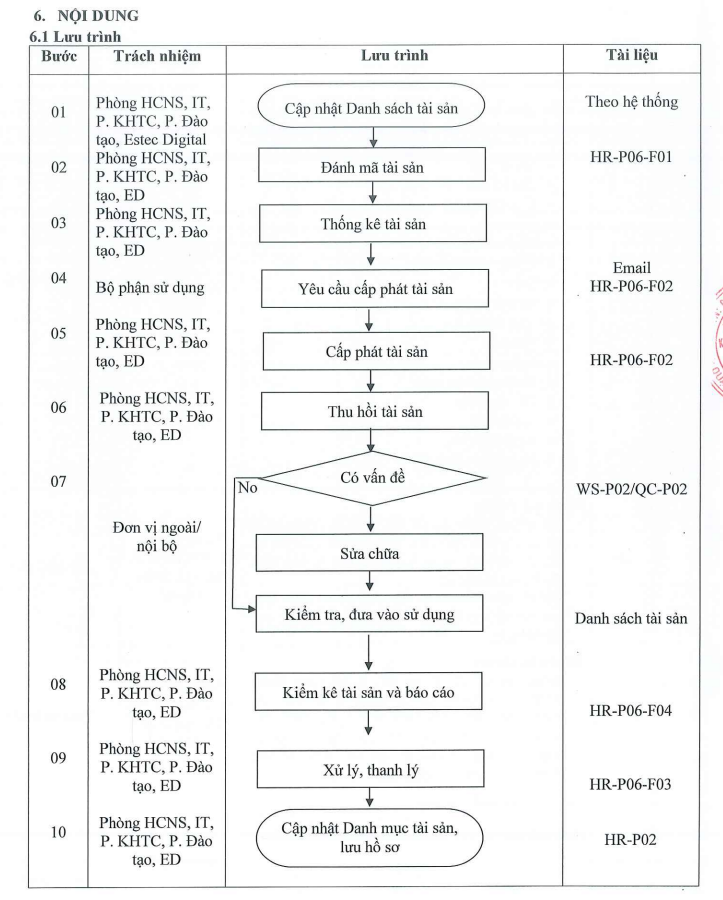 6. NỘI DUNG
6.1 Lưu trình
Bước Trách nhiệm Lưu trình Tài liệu
01
Phòng HCNS, IT,
P. KHTC, P. Đào
tạo, Estec Digital
Cập nhật Danh sách tài sản
Theo hệ thống
02
Phòng HCNS, IT,
P. KHTC, P. Đào
tạo, ED
Đánh mã tài sản
HR-P06-F01
03
Phòng HCNS, IT,
P. KHTC, P. Đào
tạo, ED
Thống kê tài sản
04
Bộ phận sử dụng
Yêu cầu cấp phát tài sản
Email
HR-P06-F02
05
Phòng HCNS, IT,
P. KHTC, P. Đào
tạo, ED
Cấp phát tài sản
HR-P06-F02
06
Phòng HCNS, IT,
P. KHTC, P. Đào
tạo, ED
Thu hồi tài sản
07
Có vấn đề
No
WS-P02/QC-P02
Đơn vị ngoài/
nội bộ
Sửa chữa
Kiểm tra, đưa vào sử dụng
Danh sách tài sản
08
Phòng HCNS, IT,
P. KHTC, P. Đào
tạo, ED
Kiểm kê tài sản và báo cáo
HR-P06-F04
09
Phòng HCNS, IT,
P. KHTC, P. Đào
tạo, ED
Xử lý, thanh lý
HR-P06-F03
10
Phòng HCNS, IT,
P. KHTC, P. Đào
tạo, ED
Cập nhật Danh mục tài sản,
lưu hồ sơ
HR-P02